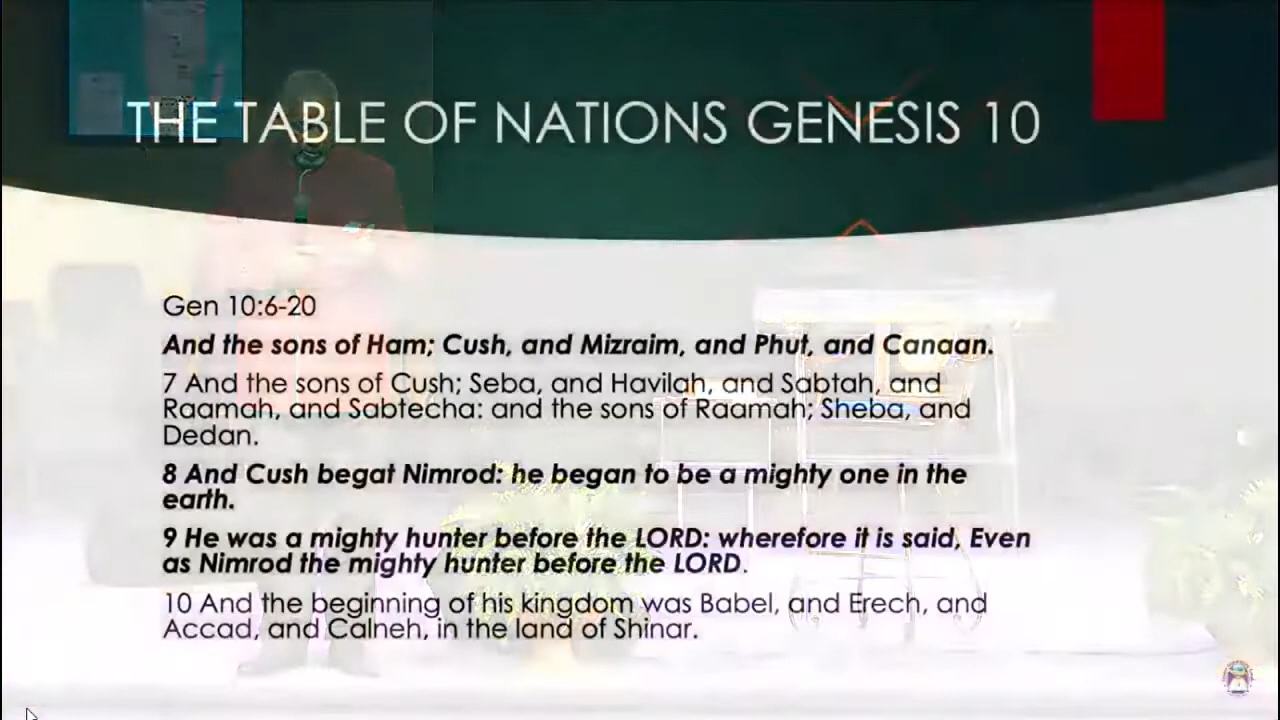 THE TABLE OF NATIONS GENESIS 10
Gen 10:6-20
And the sons of Ham; Cush, and Mizraim, and Phut, and Canaan.
7 And the sons of Cush; Seba, and Havilah, and Sabtah, and
Raamah, and Sabtecha: and the sons of Raamah; Sheba, and
Dedan.
8 And Cush begat Nimrod: he began to be a mighty one in the
earth.
9 He was a mighty hunter before the LORD: wherefore it is said, Even
as Nimrod the mighty hunter before the LORD.
10 And the beginning of his kingdom was Babel, and Erech, and
Accad, and Calneh, in the land of Shinar.